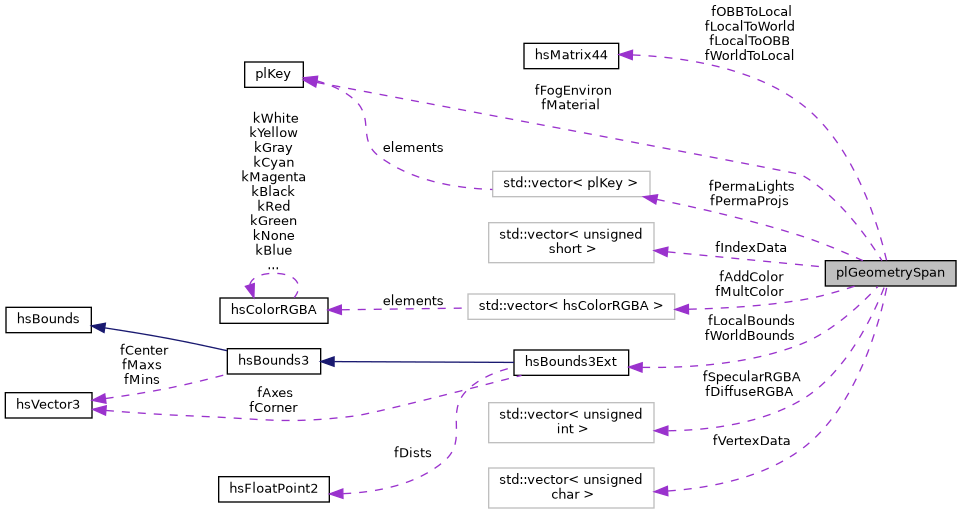 fOBBToLocal
fLocalToWorld
fLocalToOBB
fWorldToLocal
hsMatrix44
plKey
fFogEnviron
fMaterial
kWhite
kYellow
kGray
kCyan
kMagenta
kBlack
kRed
kGreen
kNone
kBlue
...
elements
std::vector< plKey >
fPermaLights
fPermaProjs
std::vector< unsigned
short >
fIndexData
plGeometrySpan
fAddColor
fMultColor
hsColorRGBA
elements
std::vector< hsColorRGBA >
hsBounds
fLocalBounds
fWorldBounds
fCenter
fMaxs
fMins
hsBounds3
hsBounds3Ext
fSpecularRGBA
fDiffuseRGBA
hsVector3
fAxes
fCorner
std::vector< unsigned
int >
fDists
fVertexData
hsFloatPoint2
std::vector< unsigned
char >